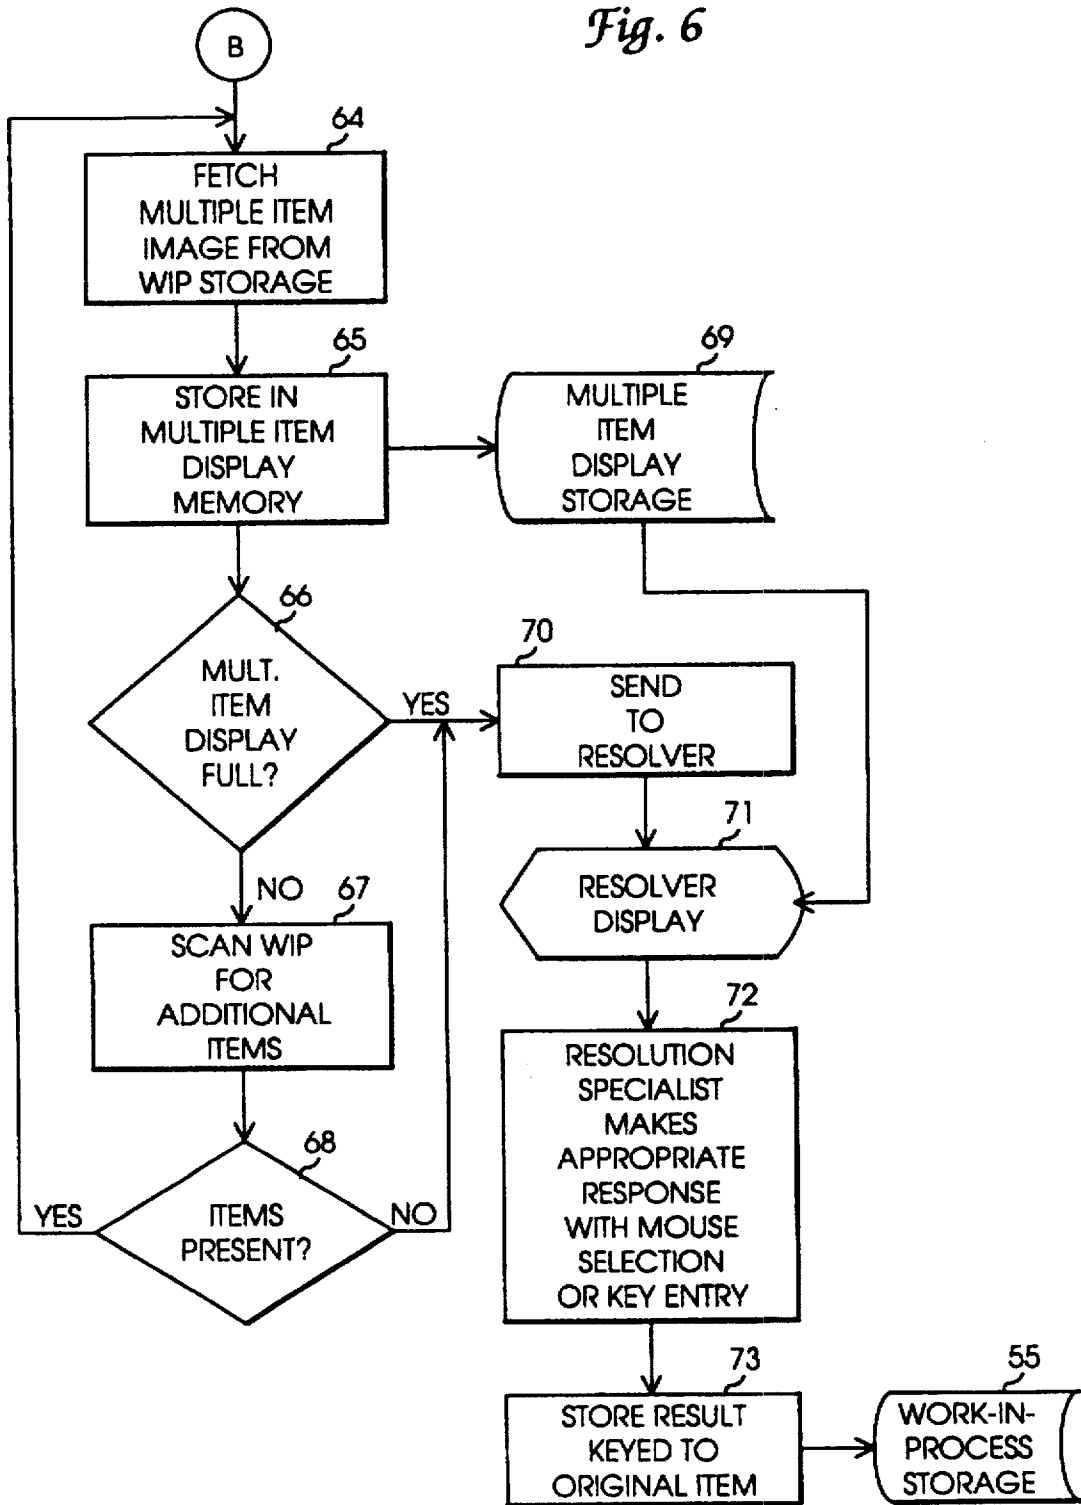 Fig. 6
B
64
FETCH
MULTIPLE ITEM
IMAGE FROM
WIP STORAGE
65
STORE IN
MULTIPLE ITEM
DISPLAY
MEMORY
69
MULTIPLE
ITEM
DISPLAY
STORAGE
66
MULT.
ITEM
DISPLAY
FULL?
YES
NO
70
SEND
TO
RESOLVER
71
RESOLVER
DISPLAY
67
SCAN WIP
FOR
ADDITIONAL
ITEMS
68
ITEMS
PRESENT?
YES
NO
72
RESOLUTION
SPECIALIST
MAKES
APPROPRIATE
RESPONSE
WITH MOUSE
SELECTION
OR KEY ENTRY
73
STORE RESULT
KEYED TO
ORIGINAL ITEM
55
WORK-IN-
PROCESS
STORAGE